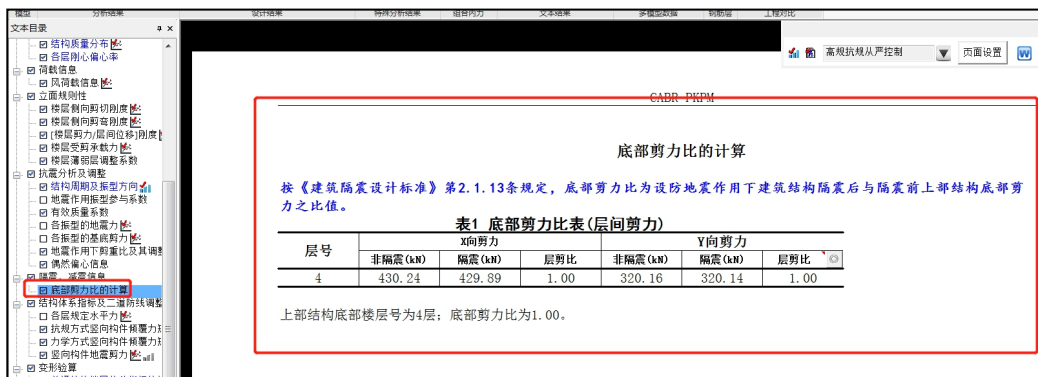 模型 分析结果 设计结果 特殊分析结果 组合内力 文本结果 多模型数据 钢筋层 工程对比
文本目录
结构质量分布
各层刚心偏心率
荷载信息
风荷载信息
立面规则性
楼层侧向剪切刚度
楼层侧向剪弯刚度
[楼层剪力/层间位移]刚度
楼层受剪承载力
楼层薄弱层调整系数
抗震分析及调整
结构周期及振型方向
地震作用振型参与系数
有效质量系数
各振型的地震力
各振型的基底剪力
地震作用下剪重比及其调整
偶然偏心信息
隔震、减震信息
底部剪力比的计算
结构体系指标及二道防线调整
各层规定水平力
抗规方式竖向构件倾覆力
力学方式竖向构件倾覆力
竖向构件地震剪力
变形验算
高规抗规从严控制 页面设置 W
CABR PKPM
底部剪力比的计算
按《建筑隔震设计标准》第2.1.13条规定，底部剪力比为设防地震作用下建筑结构隔震后与隔震前上部结构底部剪
力之比值。
表1 底部剪力比表(层间剪力)
层号 X向剪力 Y向剪力
非隔震(kN) 隔震(kN) 层剪比 非隔震(kN) 隔震(kN) 层剪比
4 430.24 429.89 1.00 320.16 320.14 1.00
上部结构底部楼层号为4层；底部剪力比为1.00。